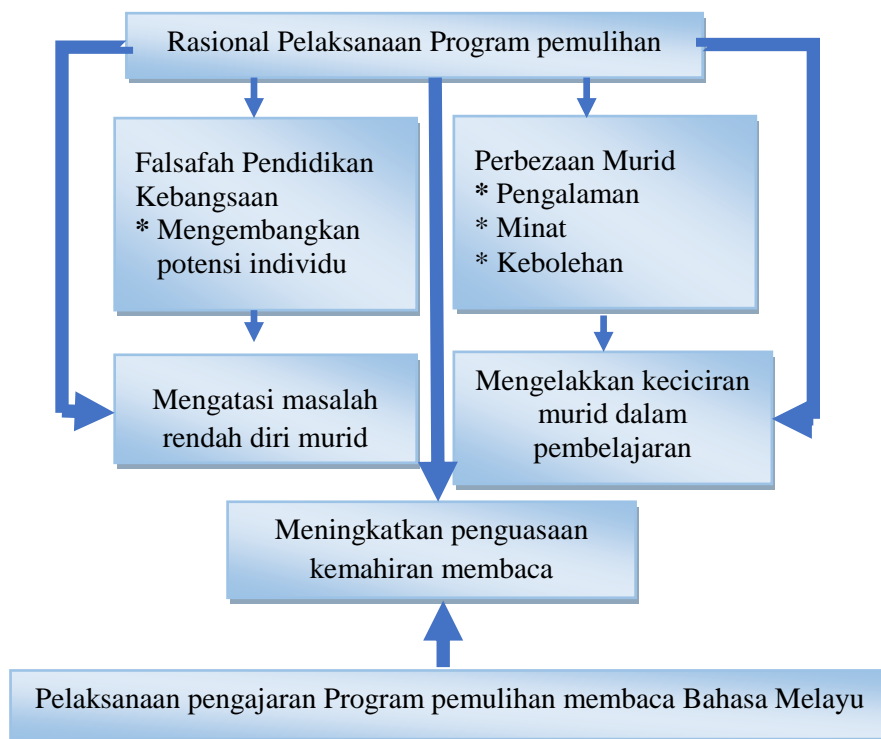 Rasional Pelaksanaan Program pemulihan
Falsafah Pendidikan
Kebangsaan
* Mengembangkan
potensi individu
Perbezaan Murid
* Pengalaman
* Minat
* Kebolehan
Mengatasi masalah
rendah diri murid
Mengelakkan keciciran
murid dalam
pembelajaran
Meningkatkan penguasaan
kemahiran membaca
Pelaksanaan pengajaran Program pemulihan membaca Bahasa Melayu